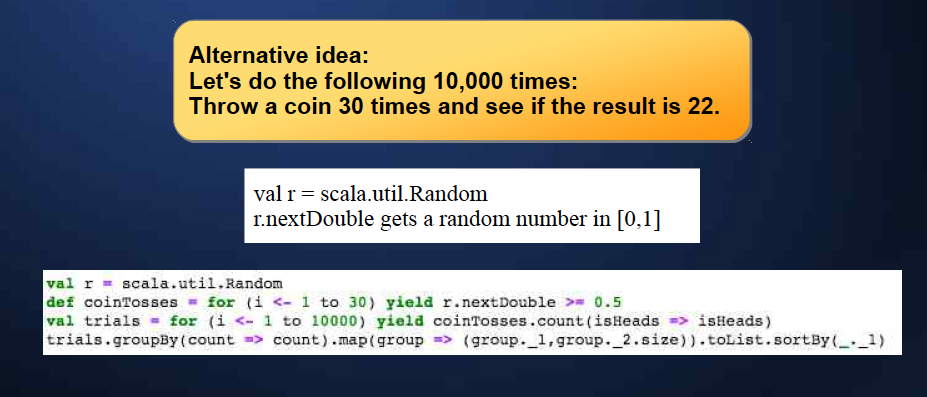 Alternative idea:
Let's do the following 10,000 times:
Throw a coin 30 times and see if the result is 22.
val r = scala.util.Random
r.nextDouble gets a random number in [0,1]
val r = scala.util.Random
def coinTosses = for (i <- 1 to 30) yield r.nextDouble >= 0.5
val trials = for (i <- 1 to 10000) yield coinTosses.count(isHeads => isHeads)
trials.groupBy(count => count).map(group => (group._1,group._2.size)).toList.sortBy(_._1)